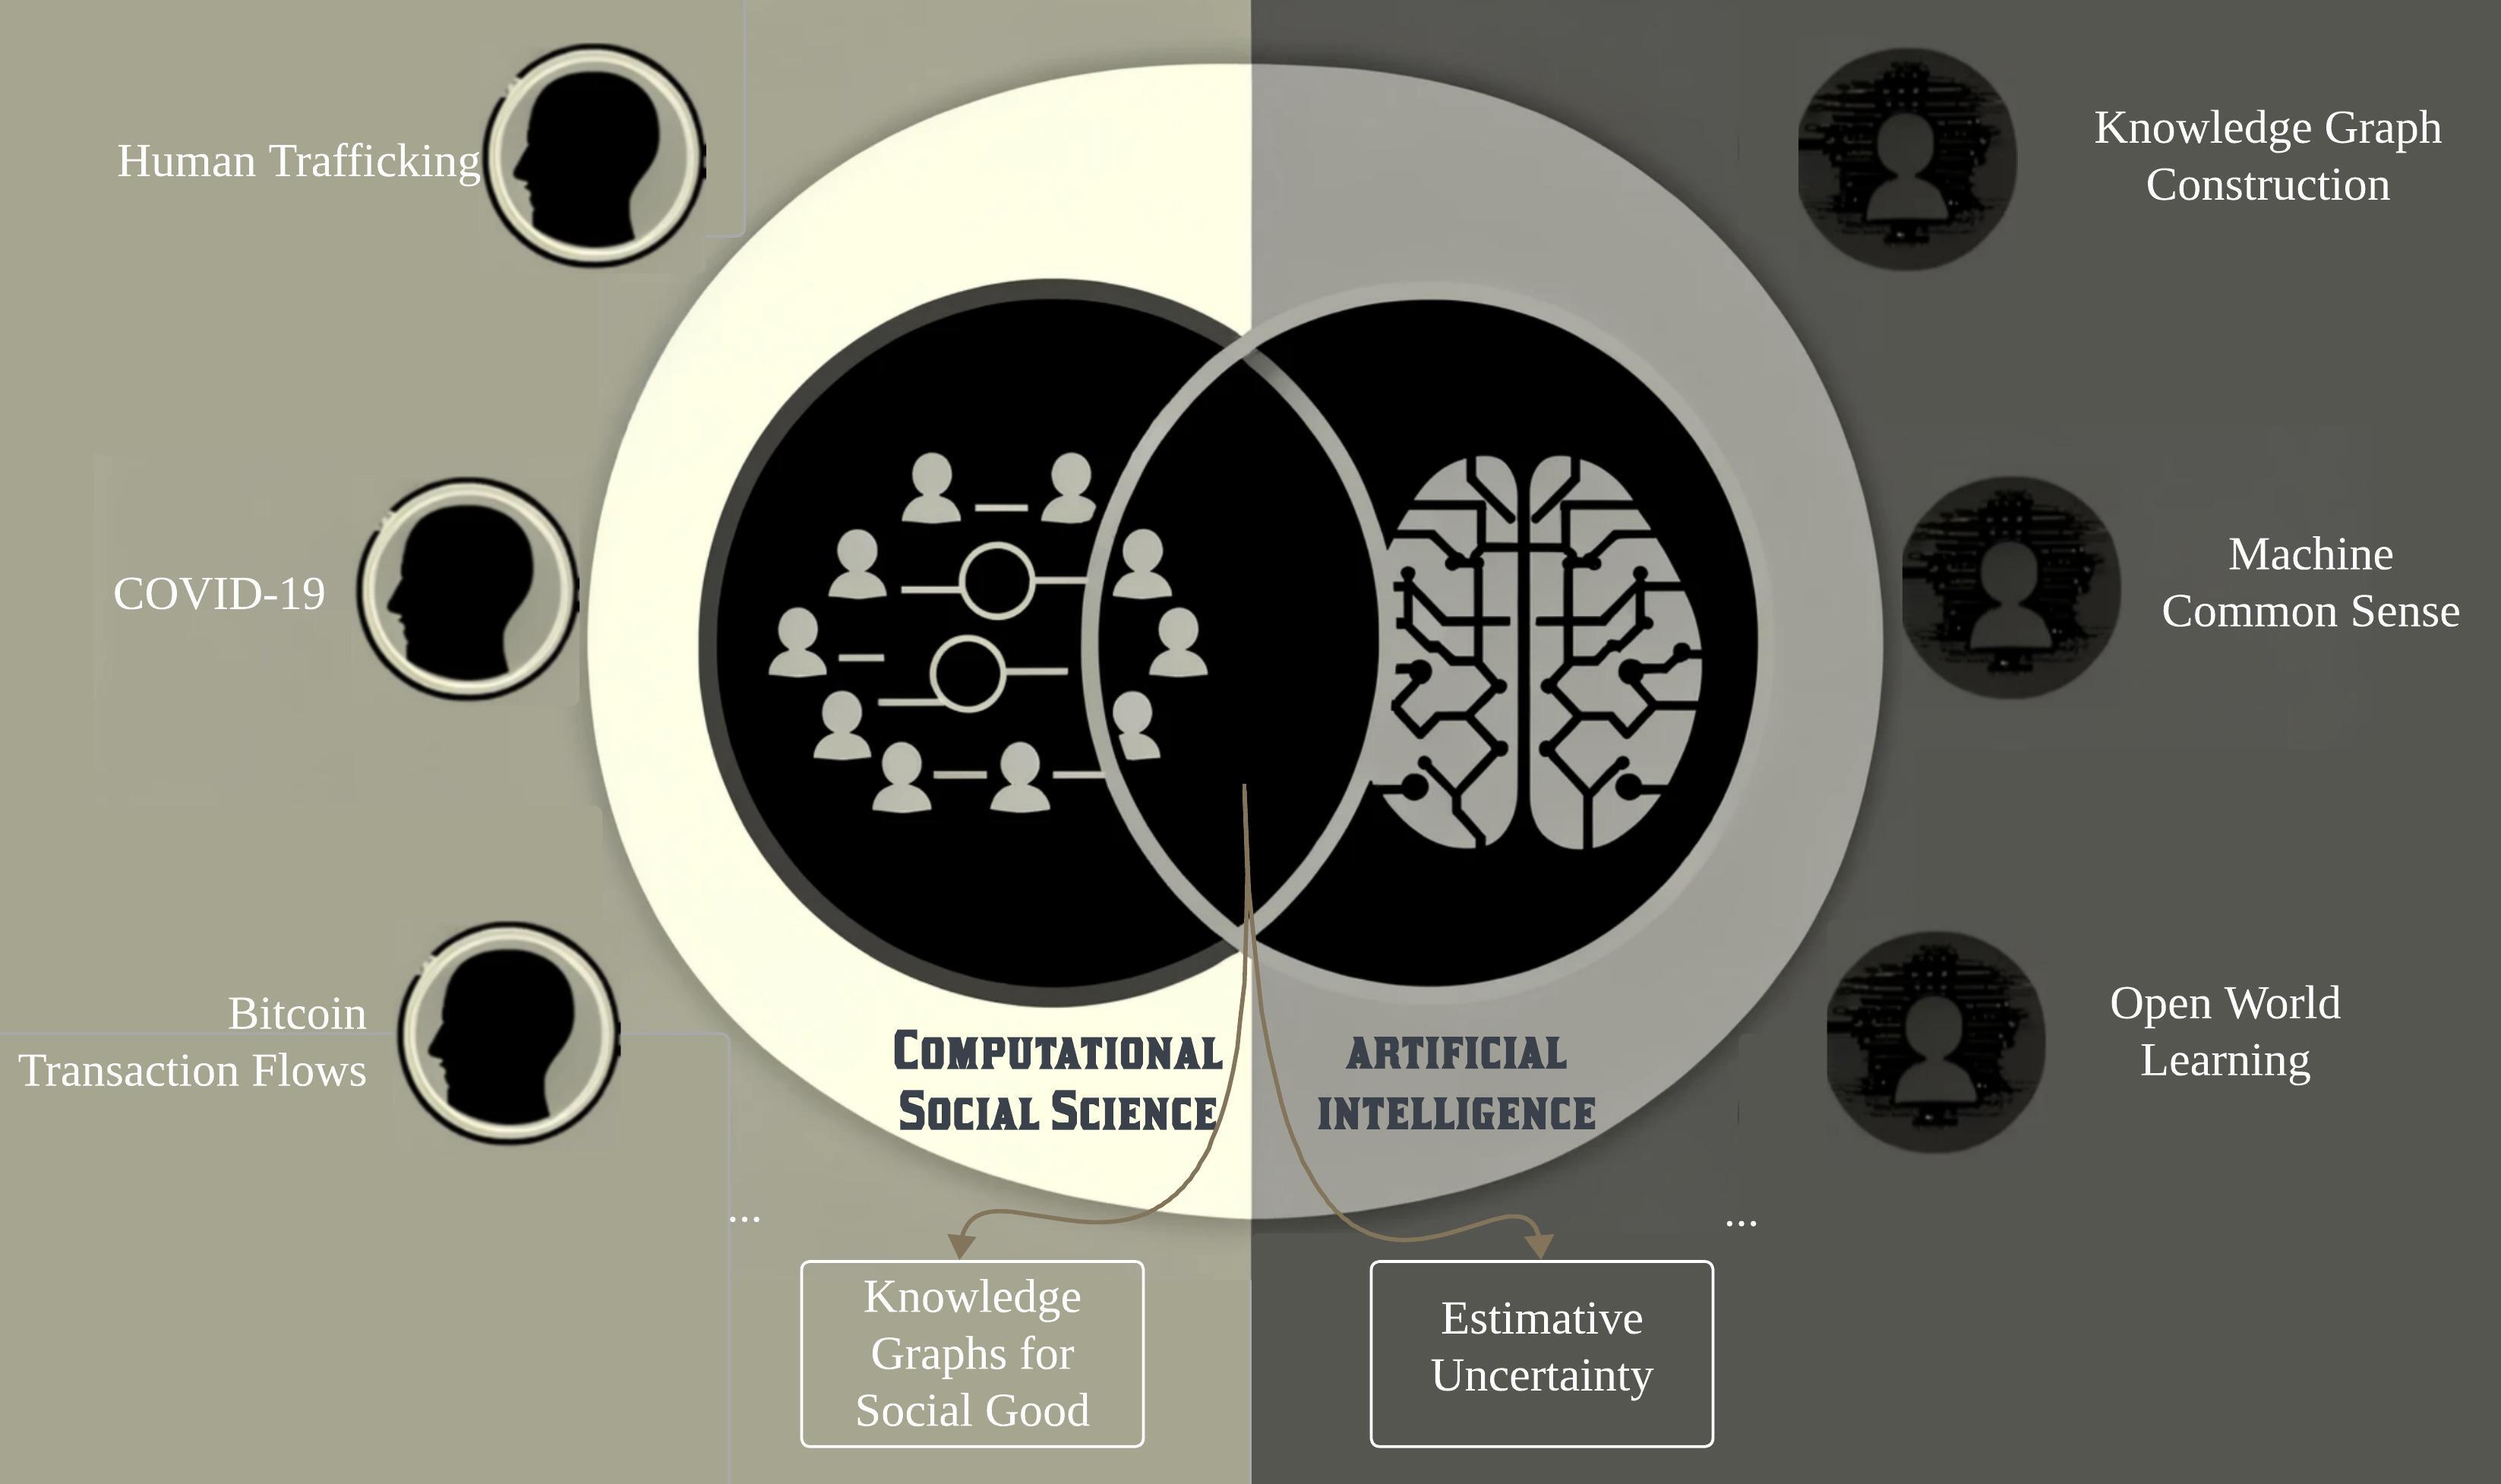 Human Trafficking
COVID-19
Bitcoin
Transaction Flows
...
Knowledge Graph
Construction
Machine
Common Sense
Open World
Learning
...
Computational
Social Science
ARTIFICIAL
INTELLIGENCE
Knowledge
Graphs for
Social Good
Estimative
Uncertainty